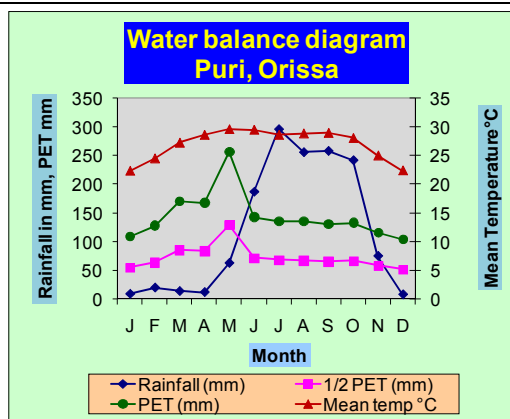 Water balance diagram
Puri, Orissa
Rainfall in mm, PET mm
350
300
250
200
150
100
50
0
35
30
25
20
15
10
5
0
Mean Temperature°C
J F M A M J J A S O N D
Month
Rainfall (mm) 1/2 PET (mm)
PET (mm) Mean temp °C